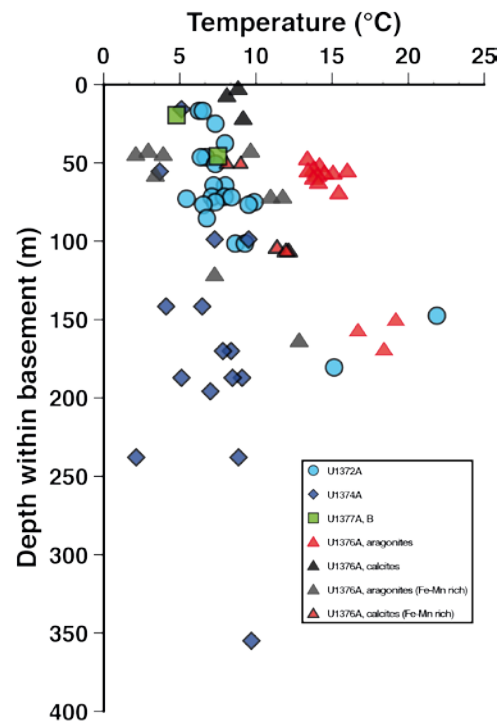 Temperature (°C)
0 5 10 15 20 25
0
50
100
150
200
250
300
350
400
Depth within basement (m)
U1372A
U1374A
U1377A, B
U1376A, aragonites
U1376A, calcites
U1376A, aragonites (Fe-Mn rich)
U1376A, calcites (Fe-Mn rich)